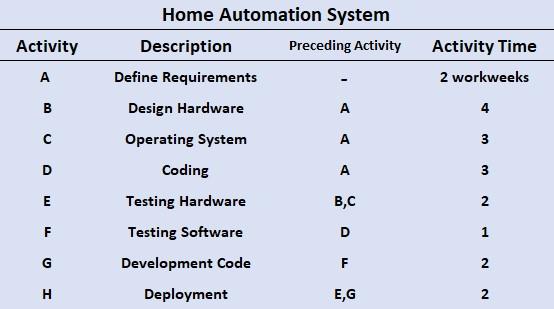 Home Automation System
Activity Description Preceding Activity Activity Time
A Define Requirements - 2 workweeks
B Design Hardware A 4
C Operating System A 3
D Coding A 3
E Testing Hardware B,C 2
F Testing Software D 1
G Development Code F 2
H Deployment E,G 2